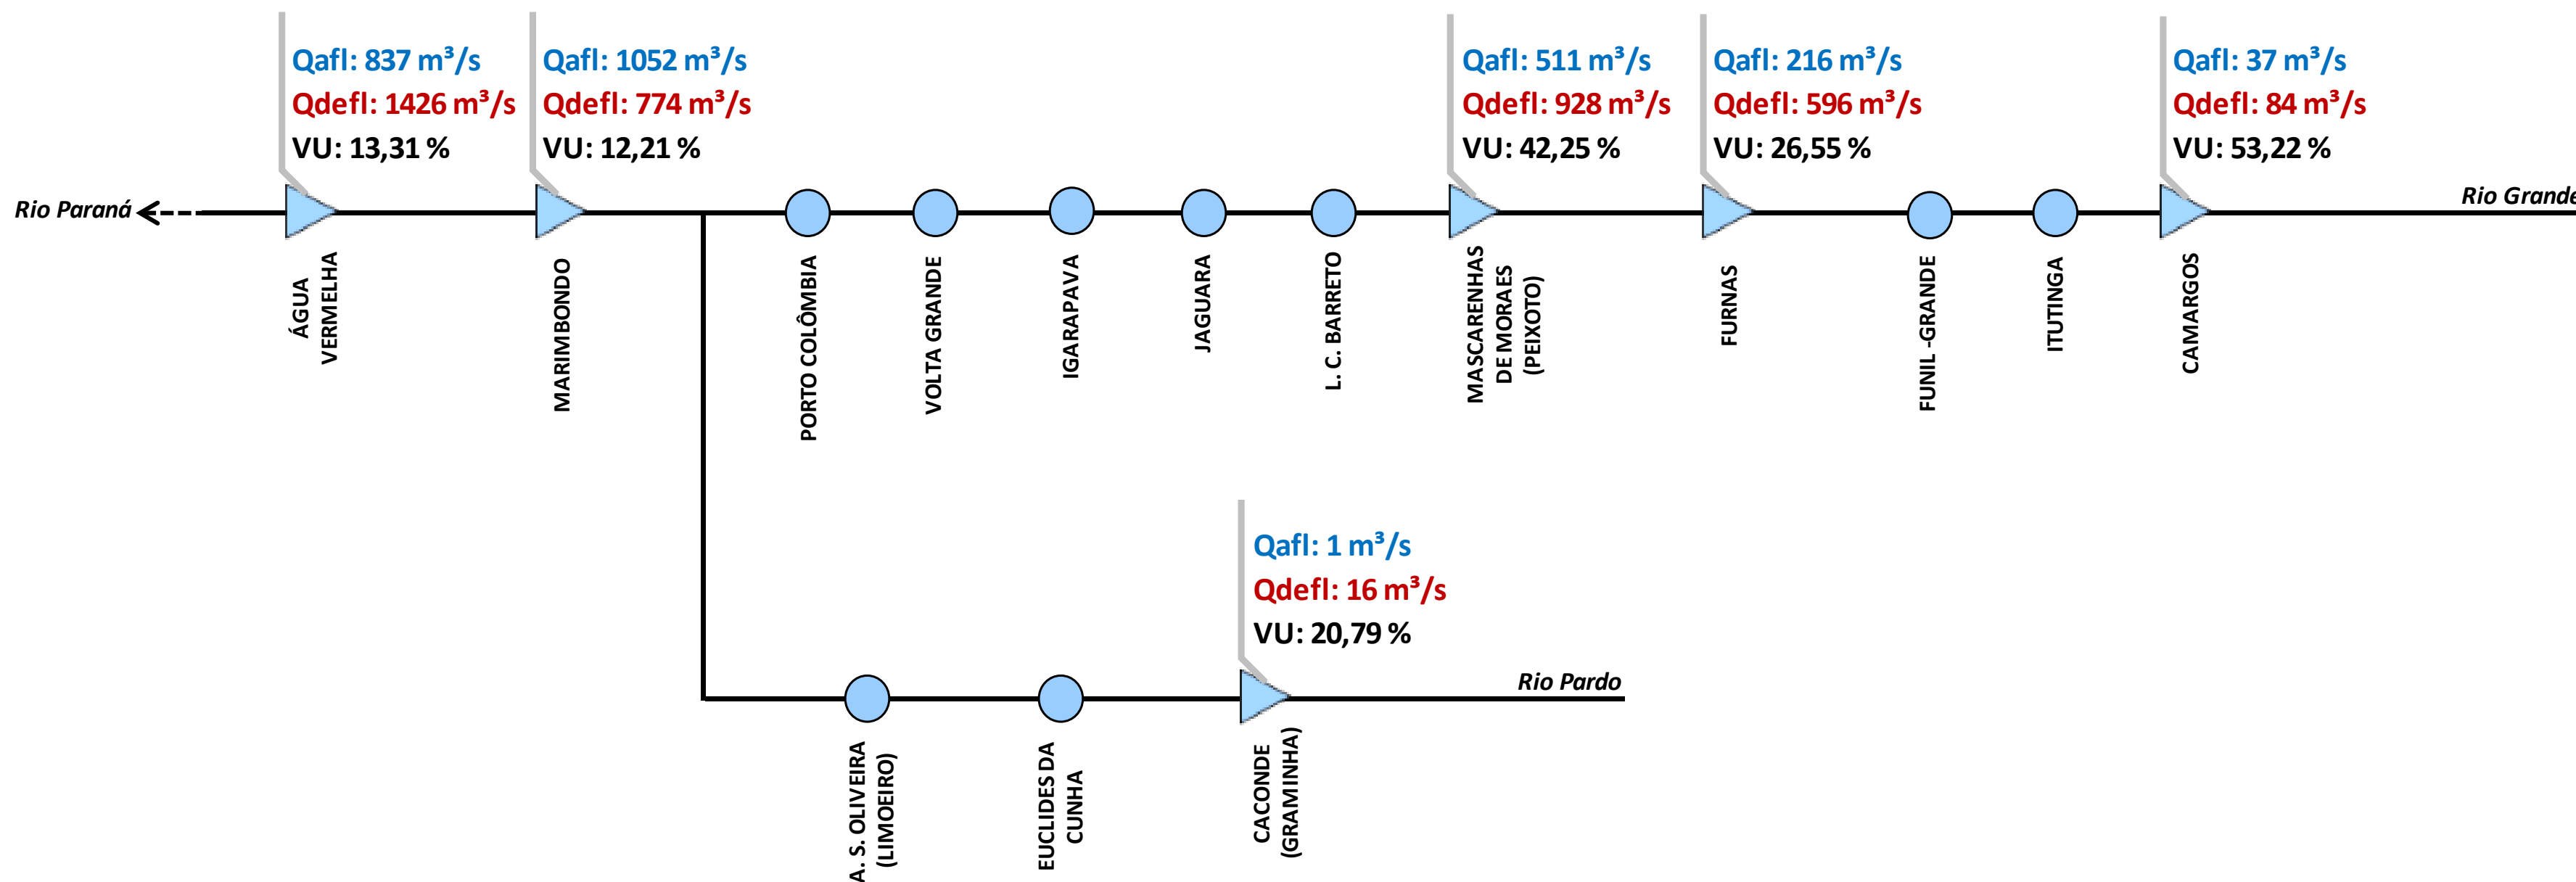 Qafl: 837 m³/s
Qdefl: 1426 m³/s
VU: 13,31 %
Qafl: 1052 m³/s
Qdefl: 774 m³/s
VU: 12,21 %
Qafl: 511 m³/s
Qdefl: 928 m³/s
VU: 42,25 %
Qafl: 216 m³/s
Qdefl: 596 m³/s
VU: 26,55 %
Qafl: 37 m³/s
Qdefl: 84 m³/s
VU: 53,22 %
Rio Paraná
Rio Grande
ÁGUA
VERMELHA
MARIMBONDO
PORTO COLÔMBIA
VOLTA GRANDE
IGARAPAVA
JAGUARA
L. C. BARRETO
MASCARENHAS
DE MORAES
(PEIXOTO)
FURNAS
FUNIL -GRANDE
ITUTINGA
CAMARGOS
Qafl: 1 m³/s
Qdefl: 16 m³/s
VU: 20,79 %
Rio Pardo
A. S. OLIVEIRA
(LIMOEIRO)
EUCLIDES DA
CUNHA
CACONDE
(GRAMINHA)